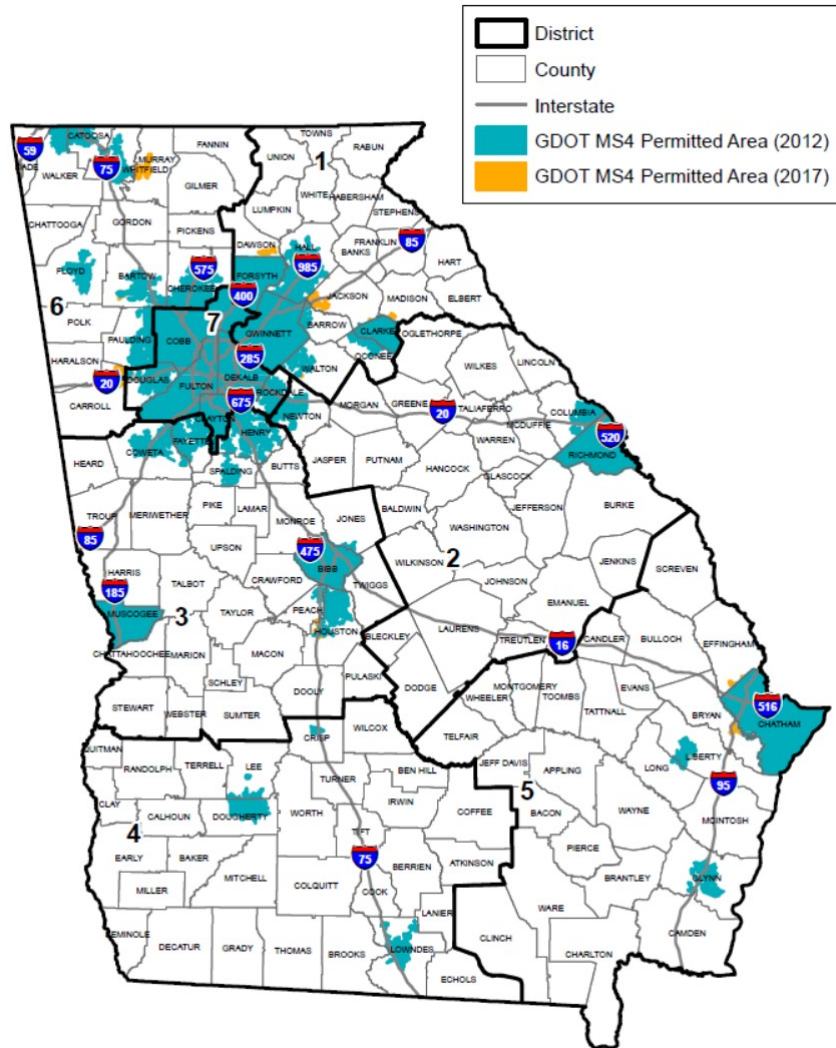 District
County
Interstate
GDOT MS4 Permitted Area (2012)
GDOT MS4 Permitted Area (2017)
CATOOSA
59
ADE
75
MURRAY
WHITFIELD
FANNIN
TOWNS
RABUN
UNION
1
WALKER
GILMER
WHITE
HABERSHAM
LUMPKIN
STEPHENS
CHATTOOGA
GORDON
PICKENS
DAWSON
HALL
BANKS
FRANKLIN
85
HART
FLOYD
BARTOW
575
CHEROKEE
FORSYTH
985
400
JACKSON
MADISON
ELBERT
6
7
POLK
PAULDING
COBB
GWINNETT
BARROW
CLARKE
OGLETHORPE
HARALSON
285
OCONEE
WILKES
LINCOLN
20
DOUGLAS
FULTON
DEKALB
WALTON
CARROLL
675
ROCKDALE
CLAYTON
NEWTON
MORGAN
GREENE
20
TALIAFERRO
COLUMBIA
MCDUFFIE
520
HEARD
COWETA
FAYETTE
HENRY
WARREN
RICHMOND
SPALDING
BUTTS
JASPER
PUTNAM
HANCOCK
GLASCOCK
TROUP
MERIWETHER
PIKE
LAMAR
MONROE
JONES
BALDWIN
JEFFERSON
BURKE
WASHINGTON
85
UPSON
475
BIBB
WILKINSON
2
JENKINS
SCREVEN
HARRIS
185
TALBOT
CRAWFORD
TWIGGS
JOHNSON
MUSCOGEE
3
TAYLOR
PEACH
HOUSTON
BLECKLEY
LAURENS
EMANUEL
TREUTLEN
16
CANDLER
BULLOCH
EFFINGHAM
CHATTAHOOCHEE
MARION
MACON
SCHLEY
DOOLY
PULASKI
DODGE
MONTGOMERY
WHEELER
TOOMBS
EVANS
TATTNALL
BRYAN
516
CHATHAM
STEWART
WEBSTER
SUMTER
CRISP
WILCOX
TELFAIR
QUITMAN
RANDOLPH
TERRELL
LEE
TURNER
BEN HILL
JEFF DAVIS
APPLING
LONG
LIBERTY
95
5
CLAY
CALHOUN
DOUGHERTY
WORTH
IRWIN
COFFEE
BACON
WAYNE
MCINTOSH
4
TIFT
EARLY
BAKER
75
BERRIEN
ATKINSON
PIERCE
MITCHELL
COLQUITT
COOK
BRANTLEY
GLYNN
MILLER
LANIER
WARE
SEMINOLE
DECATUR
GRADY
THOMAS
BROOKS
LOWNDES
CLINCH
CAMDEN
CHARLTON
ECHOLS